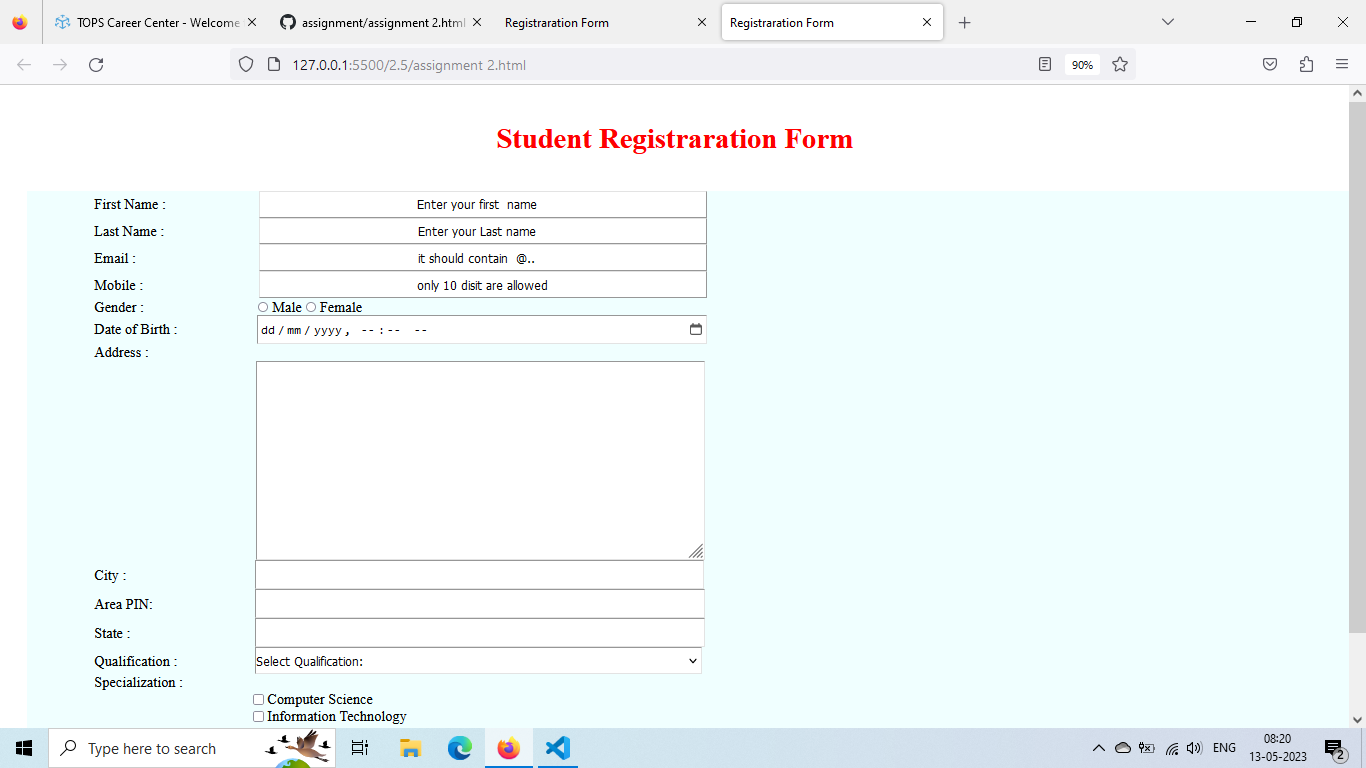 TOPS Career Center - Welcome
assignment/assignment 2.html
Registraration Form
Registraration Form
127.0.0.1:5500/2.5/assignment 2.html
90%
Student Registraration Form
First Name :
Enter your first  name
Last Name :
Enter your Last name
Email :
it should contain  @..
Mobile :
only 10 disit are allowed
Gender :
Male Female
Date of Birth :
dd / mm / yyyy ,  -- : --  --
Address :
City :
Area PIN:
State :
Qualification :
Select Qualification:
Specialization :
Computer Science
Information Technology
Type here to search
ENG
08:20
13-05-2023
2